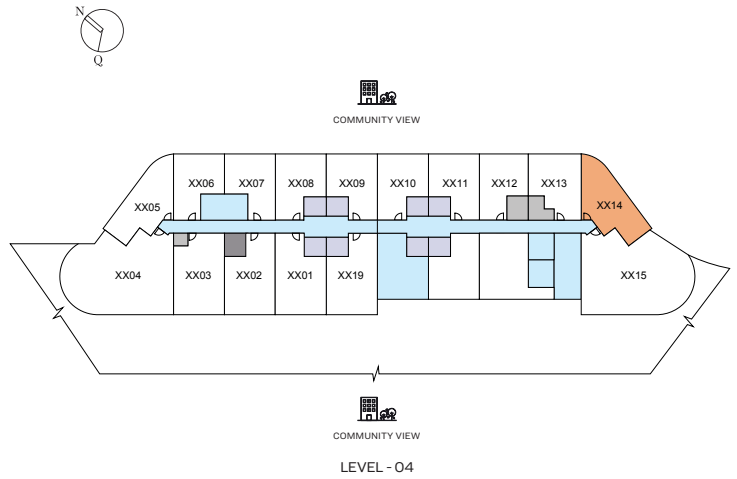 N
Q
COMMUNITY VIEW
XX06 XX07 XX08 XX09 XX10 XX11 XX12 XX13
XX05 XX14
XX04 XX03 XX02 XX01 XX19 XX15
COMMUNITY VIEW
LEVEL - 04